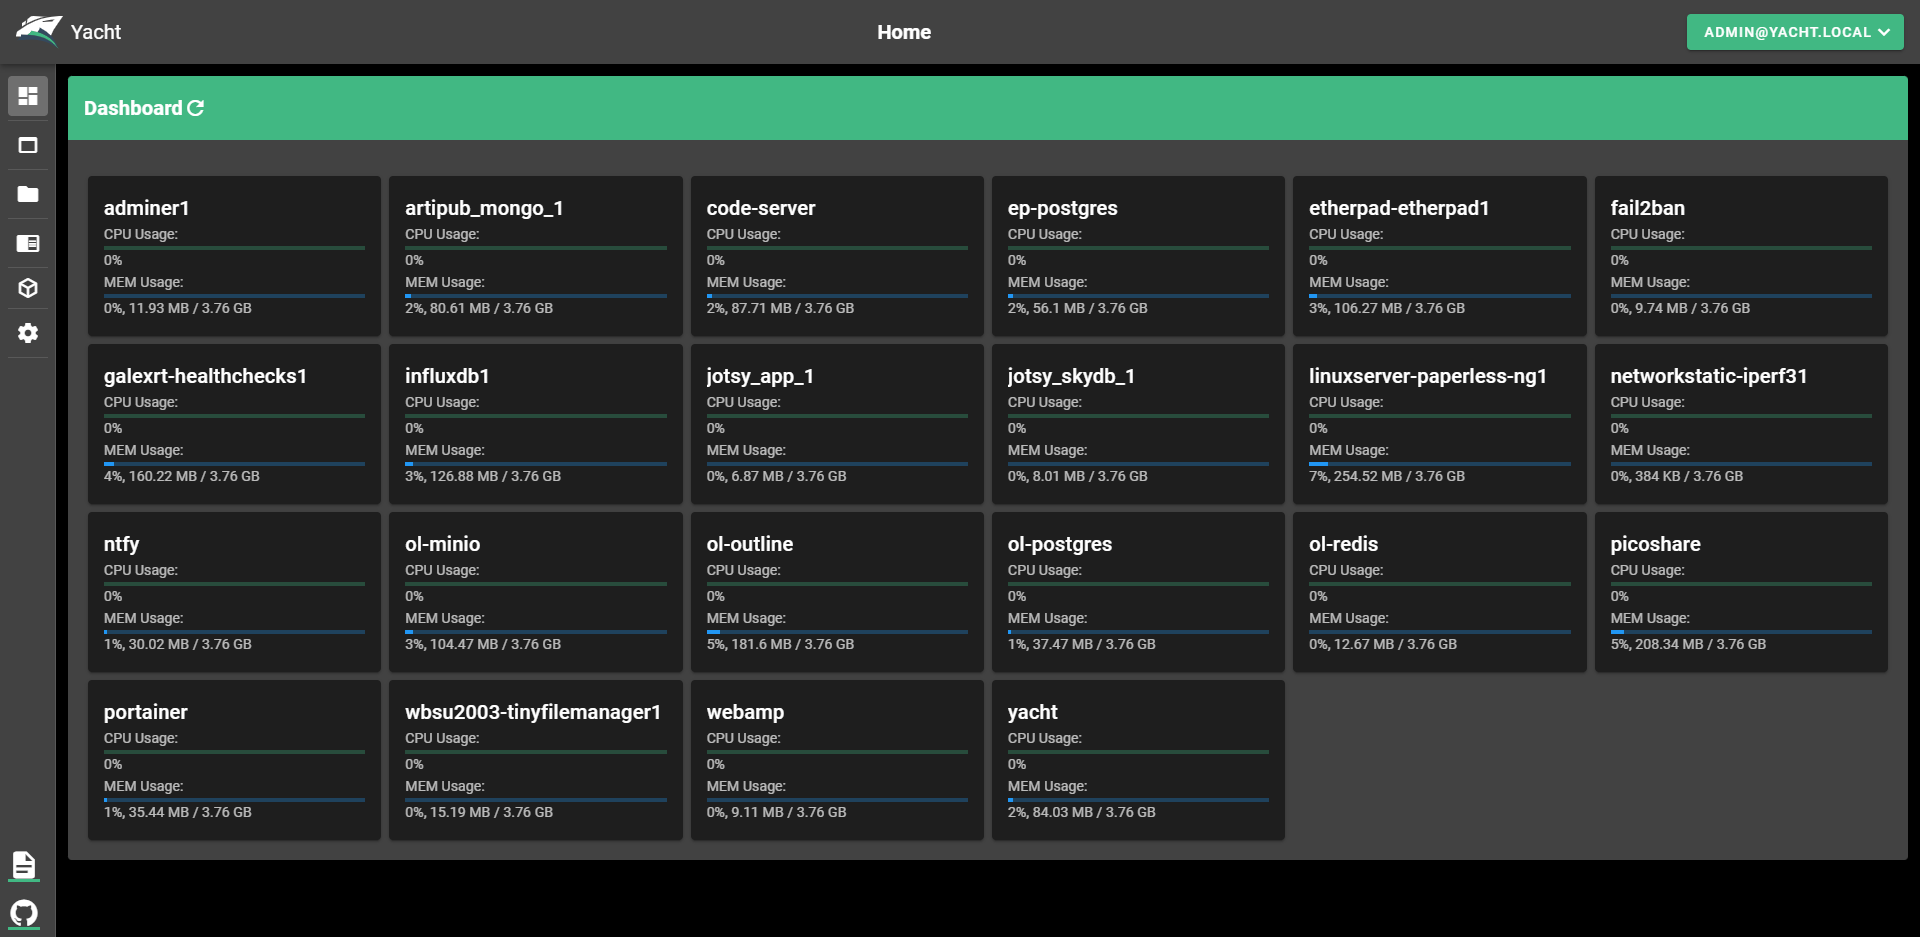 Yacht
Home
ADMIN@YACHT.LOCAL
Dashboard
adminer1
CPU Usage:
0%
MEM Usage:
0%, 11.93 MB / 3.76 GB
artipub_mongo_1
CPU Usage:
0%
MEM Usage:
2%, 80.61 MB / 3.76 GB
code-server
CPU Usage:
0%
MEM Usage:
2%, 87.71 MB / 3.76 GB
ep-postgres
CPU Usage:
0%
MEM Usage:
2%, 56.1 MB / 3.76 GB
etherpad-etherpad1
CPU Usage:
0%
MEM Usage:
3%, 106.27 MB / 3.76 GB
fail2ban
CPU Usage:
0%
MEM Usage:
0%, 9.74 MB / 3.76 GB
galexrt-healthchecks1
CPU Usage:
0%
MEM Usage:
4%, 160.22 MB / 3.76 GB
influxdb1
CPU Usage:
0%
MEM Usage:
3%, 126.88 MB / 3.76 GB
jotsy_app_1
CPU Usage:
0%
MEM Usage:
0%, 6.87 MB / 3.76 GB
jotsy_skydb_1
CPU Usage:
0%
MEM Usage:
0%, 8.01 MB / 3.76 GB
linuxserver-paperless-ng1
CPU Usage:
0%
MEM Usage:
7%, 254.52 MB / 3.76 GB
networkstatic-iperf31
CPU Usage:
0%
MEM Usage:
0%, 384 KB / 3.76 GB
ntfy
CPU Usage:
0%
MEM Usage:
1%, 30.02 MB / 3.76 GB
ol-minio
CPU Usage:
0%
MEM Usage:
3%, 104.47 MB / 3.76 GB
ol-outline
CPU Usage:
0%
MEM Usage:
5%, 181.6 MB / 3.76 GB
ol-postgres
CPU Usage:
0%
MEM Usage:
1%, 37.47 MB / 3.76 GB
ol-redis
CPU Usage:
0%
MEM Usage:
0%, 12.67 MB / 3.76 GB
picoshare
CPU Usage:
0%
MEM Usage:
5%, 208.34 MB / 3.76 GB
portainer
CPU Usage:
0%
MEM Usage:
1%, 35.44 MB / 3.76 GB
wbsu2003-tinyfilemanager1
CPU Usage:
0%
MEM Usage:
0%, 15.19 MB / 3.76 GB
webamp
CPU Usage:
0%
MEM Usage:
0%, 9.11 MB / 3.76 GB
yacht
CPU Usage:
0%
MEM Usage:
2%, 84.03 MB / 3.76 GB